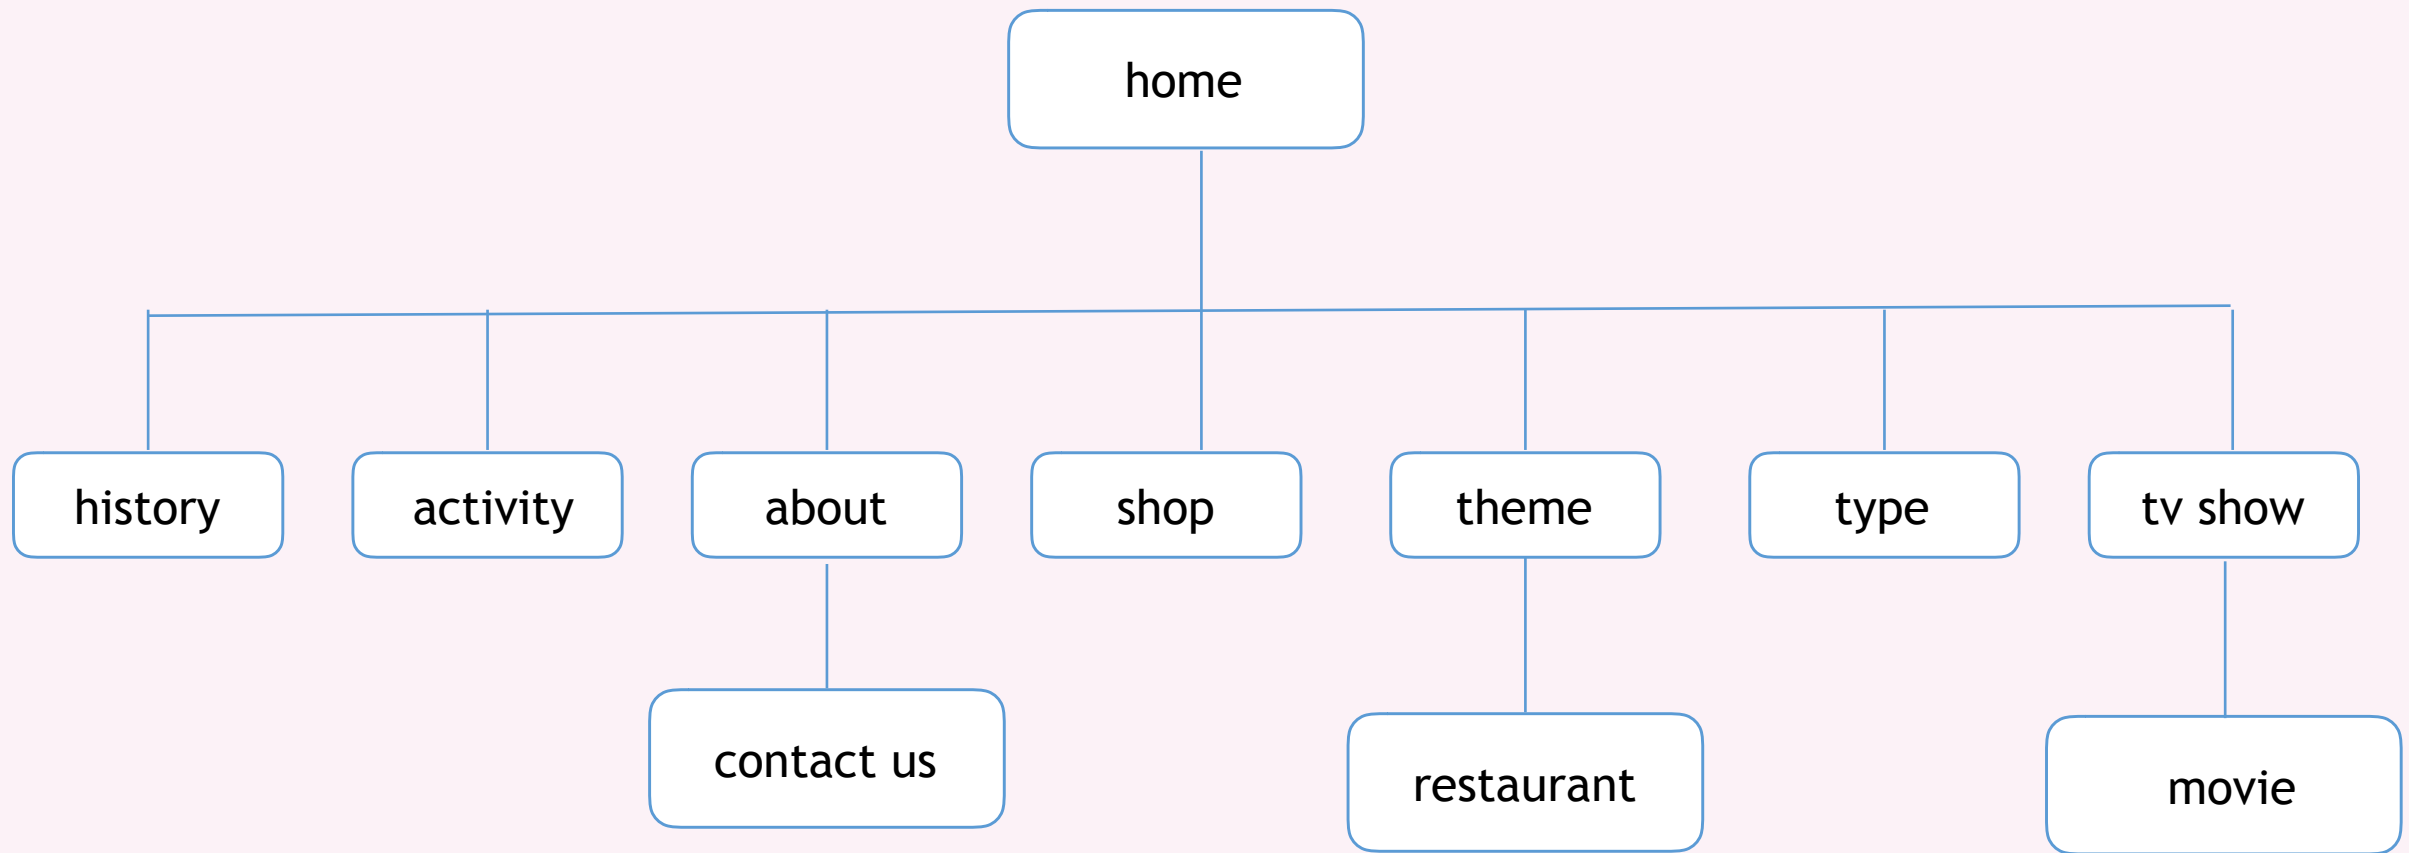 home
history
activity
about
shop
theme
type
tv show
contact us
restaurant
movie